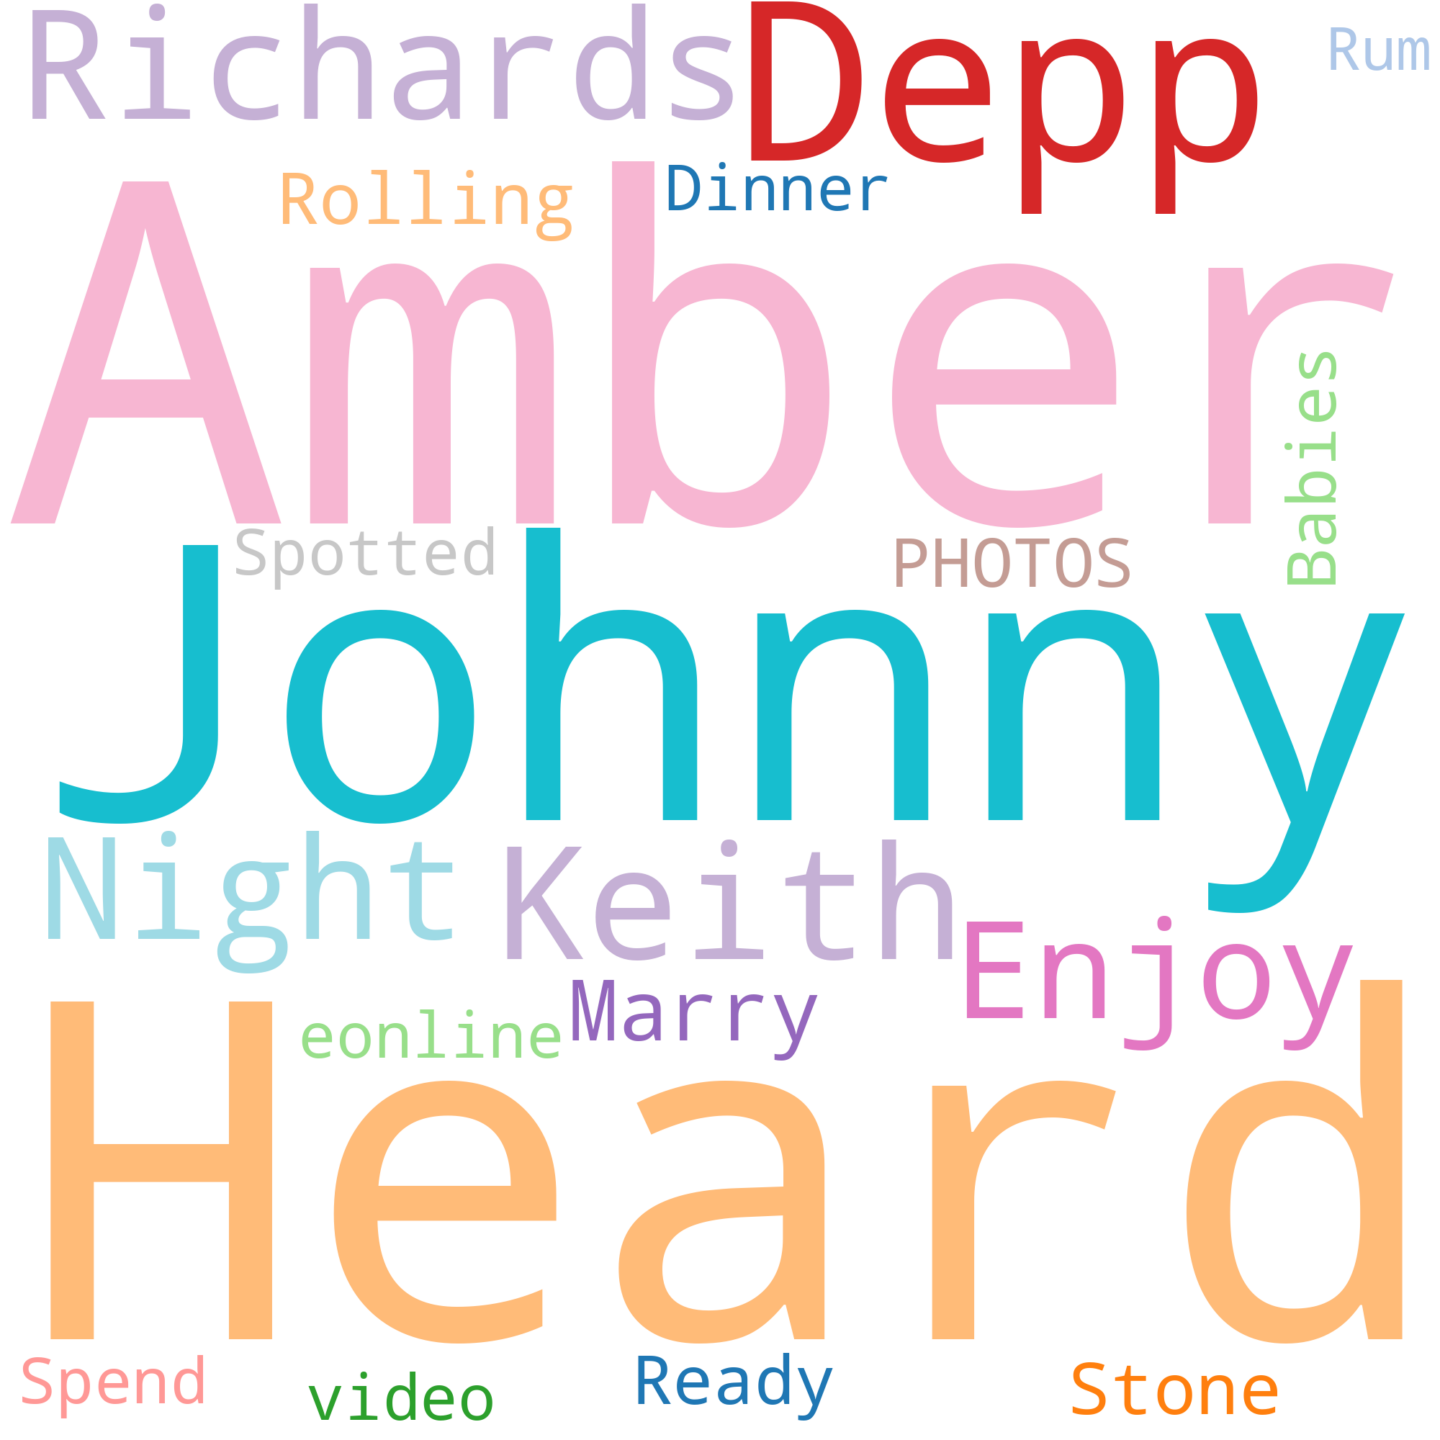 Richards Depp Rum
Rolling Dinner
Amber
Babies
Spotted PHOTOS
Johnny
Night Keith
Enjoy
eonline Marry
Heard
Spend video Ready Stone